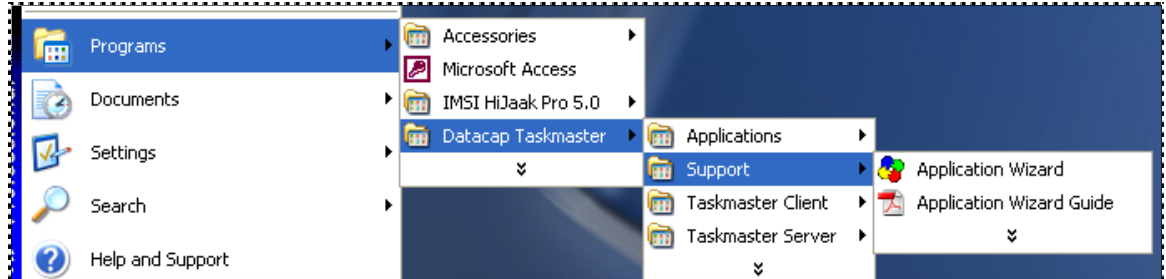 Programs
Documents
Settings
Search
Help and Support
Accessories
Microsoft Access
IMSI HiJaak Pro 5.0
Datacap Taskmaster
Applications
Support
Taskmaster Client
Taskmaster Server
Application Wizard
Application Wizard Guide